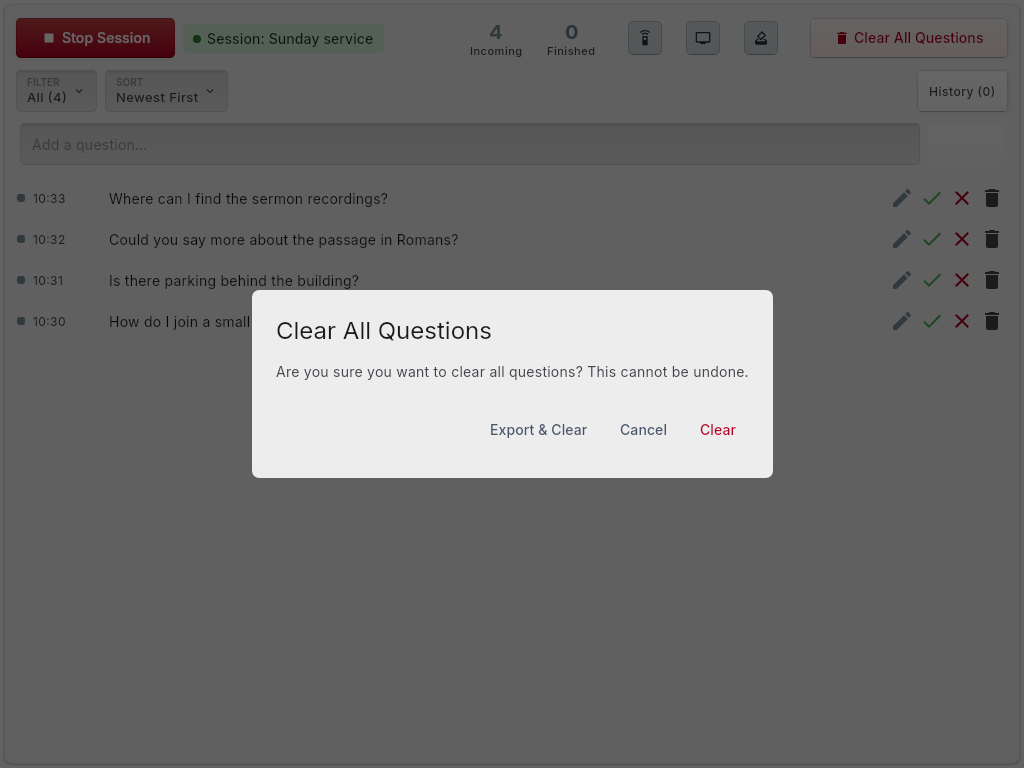 Stop Session
Session: Sunday service
4
Incoming
0
Finished
Clear All Questions
FILTER
All (4)
SORT
Newest First
History (0)
Add a question...
10:33 Where can I find the sermon recordings?
10:32 Could you say more about the passage in Romans?
10:31 Is there parking behind the building?
10:30 How do I join a small
Clear All Questions
Are you sure you want to clear all questions? This cannot be undone.
Export & Clear Cancel Clear